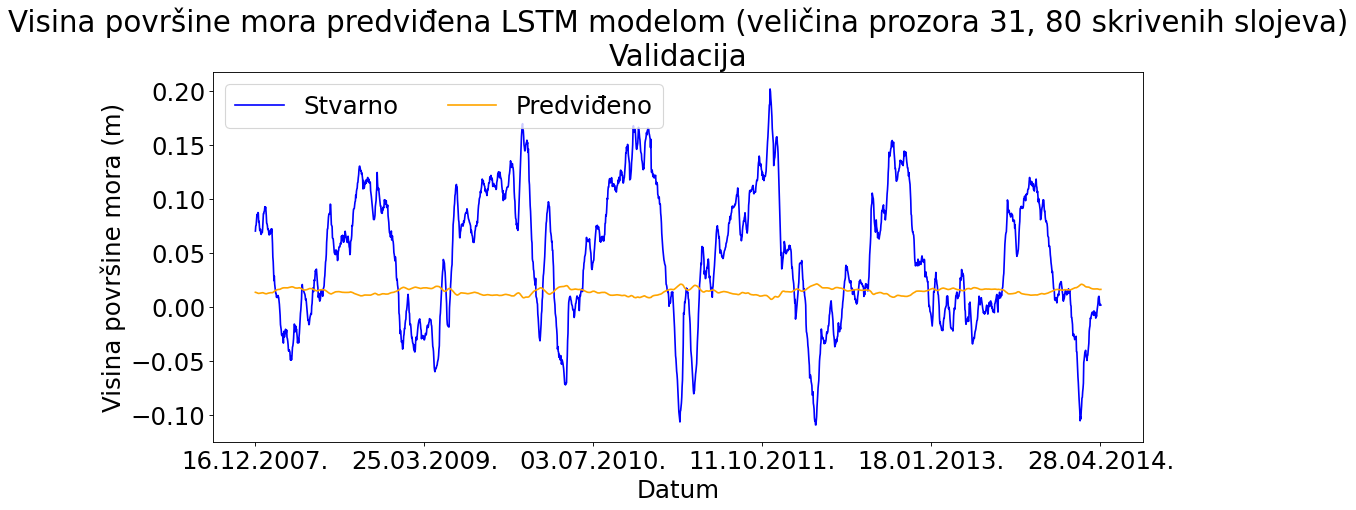 Visina površine mora predviđena LSTM modelom (veličina prozora 31, 80 skrivenih slojeva)
Validacija
Stvarno Predviđeno
Visina površine mora (m)
0.20
0.15
0.10
0.05
0.00
−0.05
−0.10
16.12.2007. 25.03.2009. 03.07.2010. 11.10.2011. 18.01.2013. 28.04.2014.
Datum